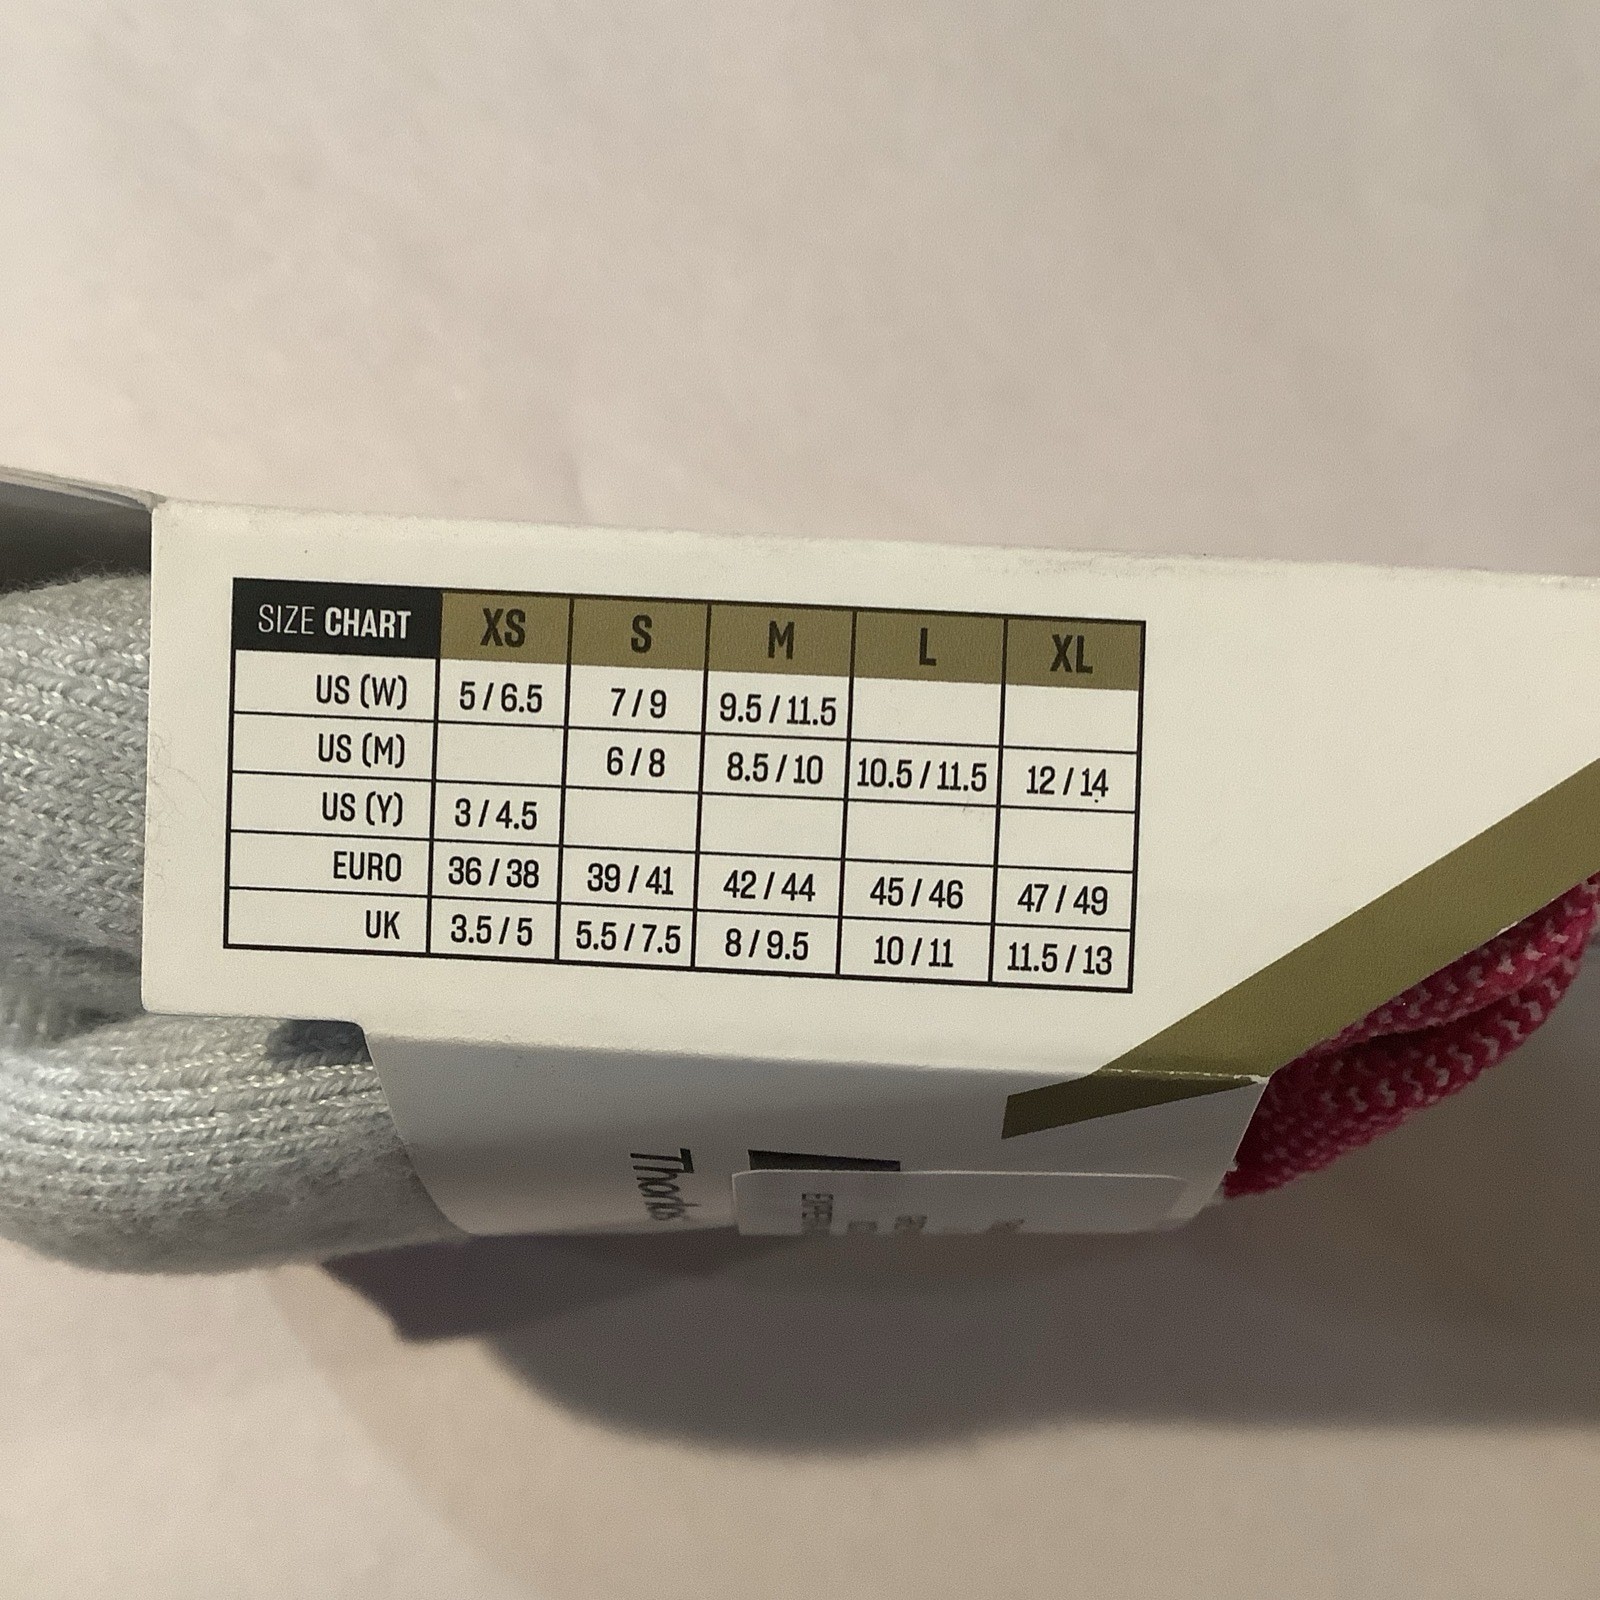 SIZE CHART XS S M L XL
US (W) 5 / 6.5 7 / 9 9.5 / 11.5
US (M) 6 / 8 8.5 / 10 10.5 / 11.5 12 / 14
US (Y) 3 / 4.5
EURO 36 / 38 39 / 41 42 / 44 45 / 46 47 / 49
UK 3.5 / 5 5.5 / 7.5 8 / 9.5 10 / 11 11.5 / 13